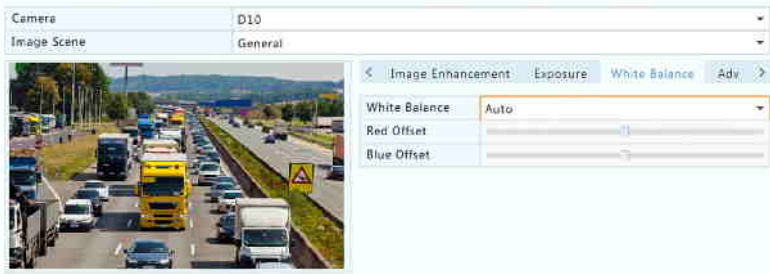 Camera D10
Image Scene General
< Image Enhancement Exposure White Balance Adv >
White Balance Auto
Red Offset
Blue Offset